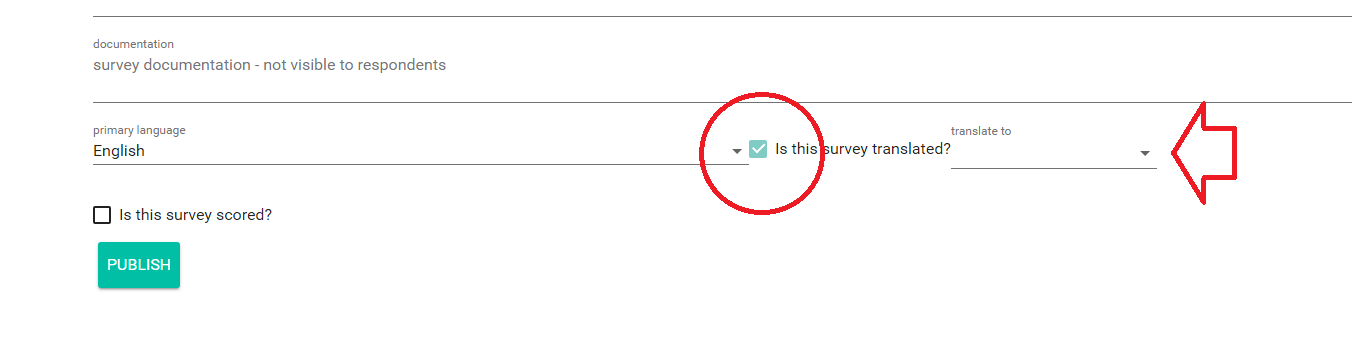 documentation
survey documentation - not visible to respondents
primary language
English
Is this survey translated?
translate to
Is this survey scored?
PUBLISH